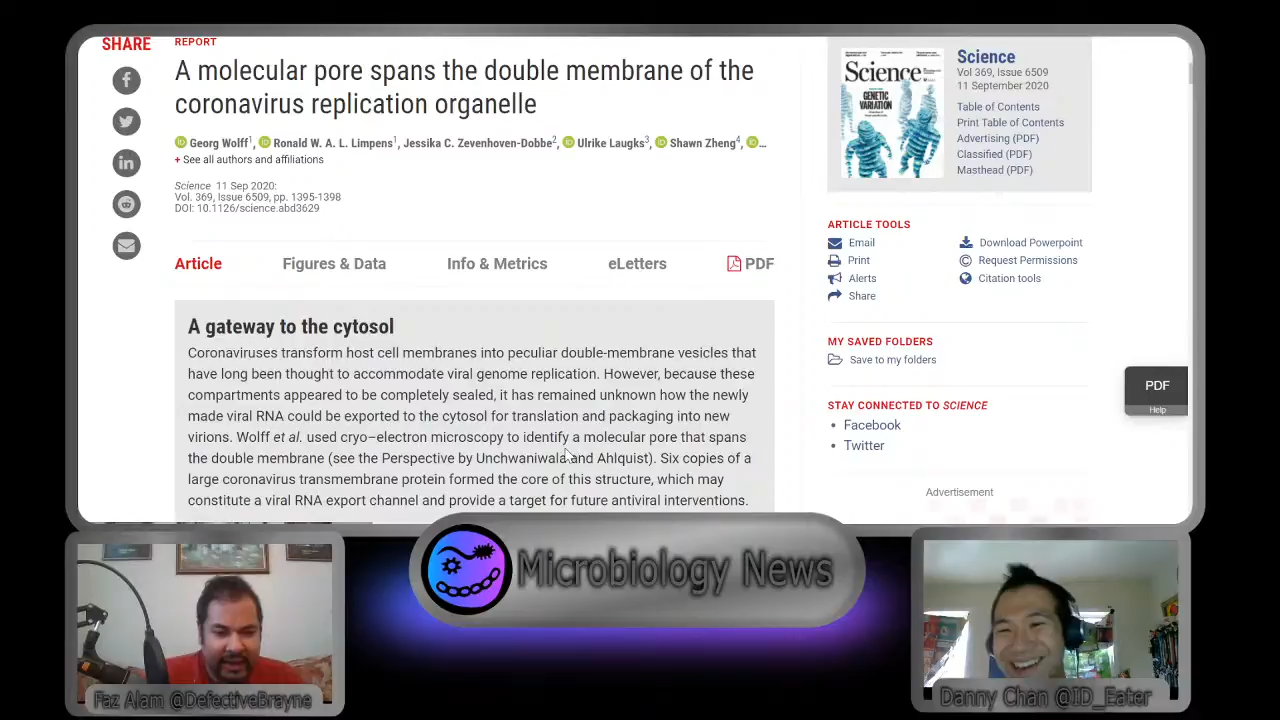 SHARE
REPORT
A molecular pore spans the double membrane of the
coronavirus replication organelle
Georg Wolff1, Ronald W. A. L. Limpens1, Jessika C. Zevenhoven-Dobbe2, Ulrike Laugks3, Shawn Zheng4, ...
+ See all authors and affiliations
Science 11 Sep 2020:
Vol. 369, Issue 6509, pp. 1395-1398
DOI: 10.1126/science.abd3629
Article Figures & Data Info & Metrics eLetters PDF
A gateway to the cytosol
Coronaviruses transform host cell membranes into peculiar double-membrane vesicles that
have long been thought to accommodate viral genome replication. However, because these
compartments appeared to be completely sealed, it has remained unknown how the newly
made viral RNA could be exported to the cytosol for translation and packaging into new
virions. Wolff et al. used cryo–electron microscopy to identify a molecular pore that spans
the double membrane (see the Perspective by Unchwaniwala and Ahlquist). Six copies of a
large coronavirus transmembrane protein formed the core of this structure, which may
constitute a viral RNA export channel and provide a target for future antiviral interventions.
Science
GENETIC
VARIATION
Science
Vol 369, Issue 6509
11 September 2020
Table of Contents
Print Table of Contents
Advertising (PDF)
Classified (PDF)
Masthead (PDF)
ARTICLE TOOLS
Email Download Powerpoint
Print Request Permissions
Alerts Citation tools
Share
MY SAVED FOLDERS
Save to my folders
STAY CONNECTED TO SCIENCE
• Facebook
• Twitter
Advertisement
PDF
Help
Microbiology News
Faz Alam @DefectiveBrayne
Danny Chan @ID_Eater